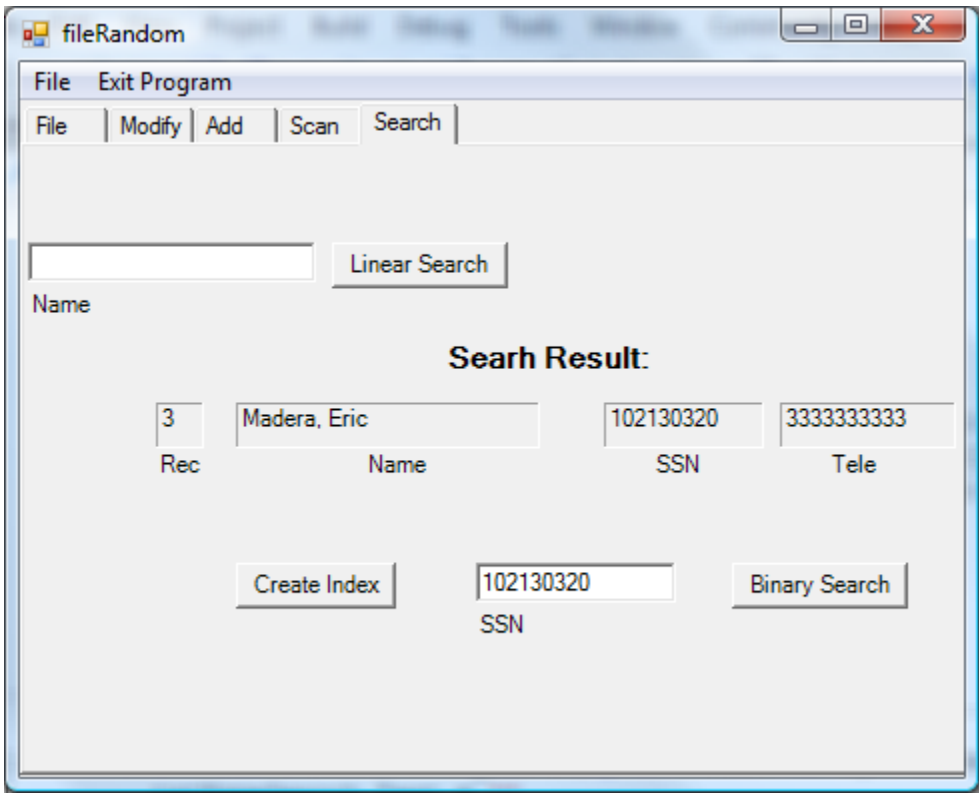 fileRandom
File Exit Program
File Modify Add Scan Search
Linear Search
Name
Searh Result:
3 Madera, Eric 102130320 3333333333
Rec Name SSN Tele
Create Index 102130320 Binary Search
SSN